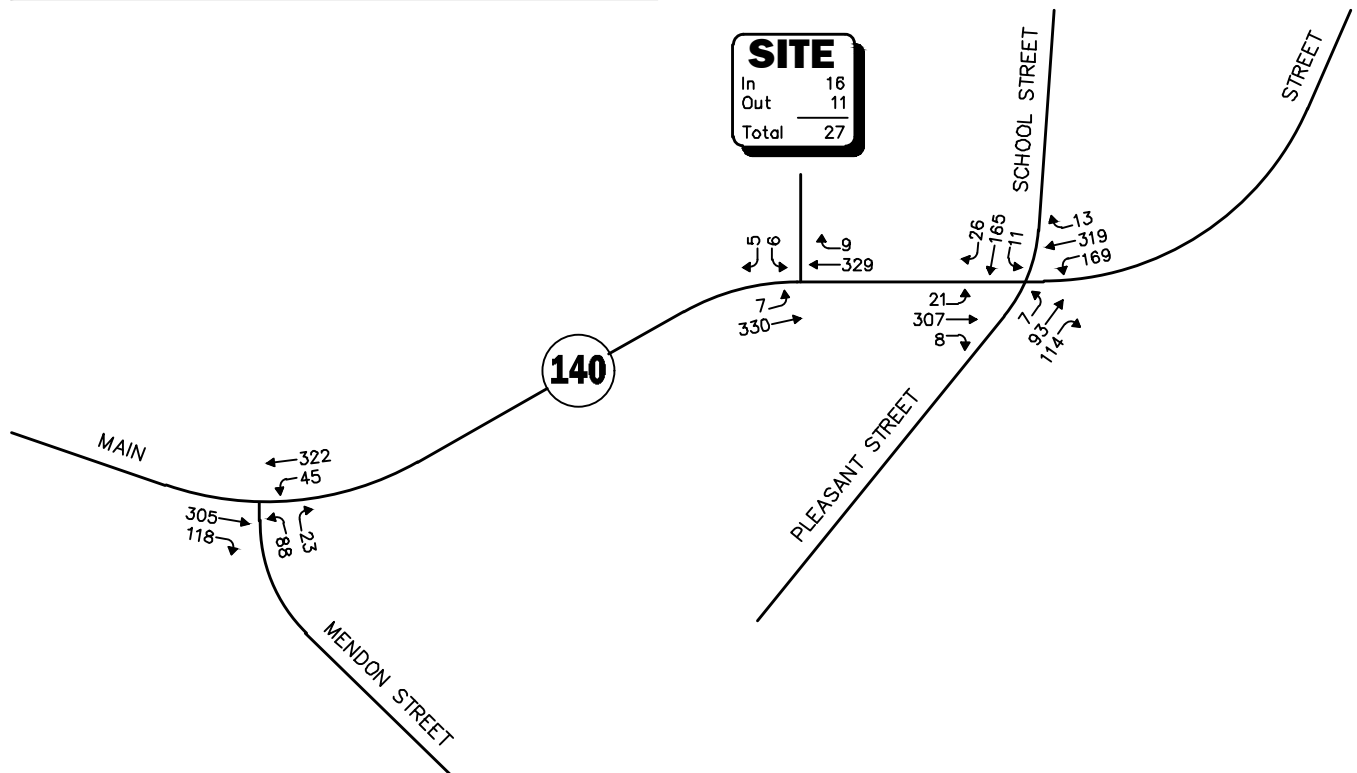 SITE
In 16
Out 11
Total 27
SCHOOL STREET
STREET
5
6
9
329
7
330
26
165
11
13
319
169
21
307
8
7
93
114
140
PLEASANT STREET
MAIN
322
45
305
118
88
23
MENDON STREET